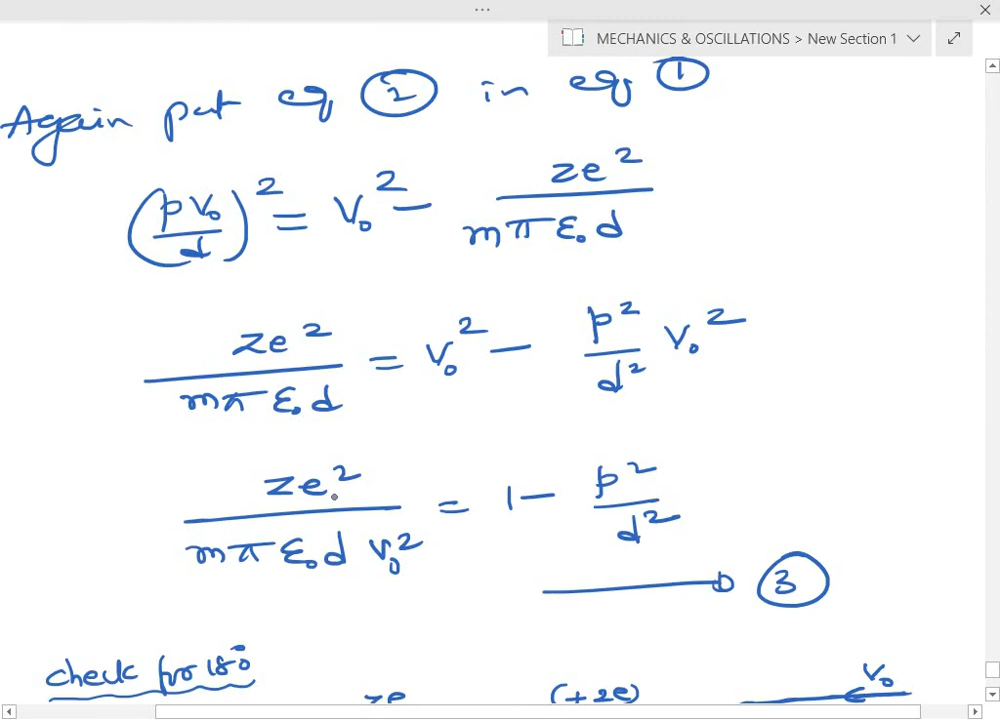 MECHANICS & OSCILLATIONS > New Section 1
Again put eq ② in eq ①
(pV₀/d)² = V₀² − ze²/(mπε₀d)
ze²/(mπε₀d) = V₀² − p²/d² V₀²
ze²/(mπε₀d V₀²) = 1 − p²/d²
→ ③
check for 180°
(+2e) V₀